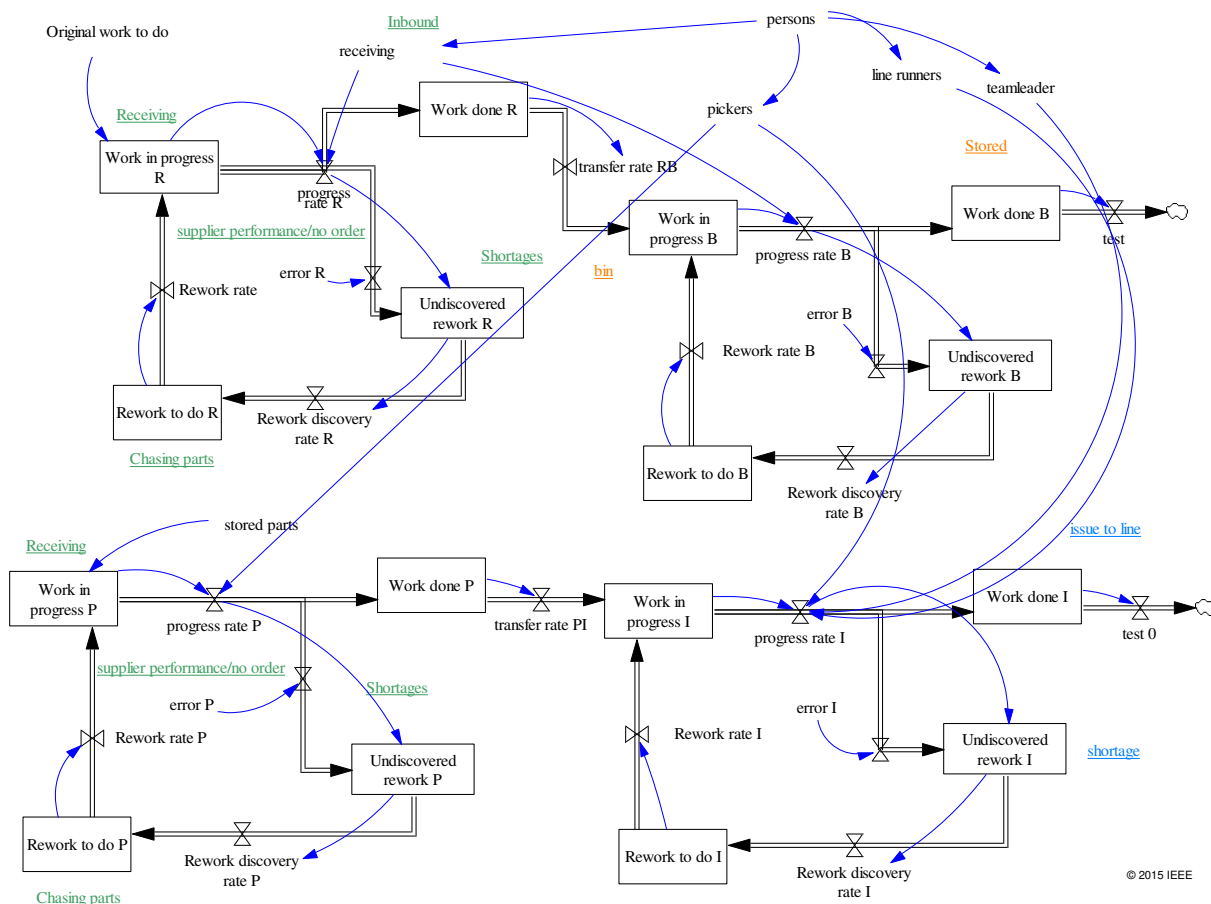 Original work to do
Inbound
persons
receiving
line runners
teamleader
Receiving
Work done R
pickers
Work in progress
R
transfer rate RB
Stored
progress
rate R
Work in
progress B
Work done B
supplier performance/no order
Shortages
progress rate B
test
error R
bin
Rework rate
Undiscovered
rework R
error B
Rework rate B
Undiscovered
rework B
Rework to do R
Rework discovery
rate R
Chasing parts
Rework to do B
Rework discovery
rate B
stored parts
issue to line
Receiving
Work in
progress P
Work done P
Work in
progress I
Work done I
progress rate P
transfer rate PI
progress rate I
test 0
supplier performance/no order
Shortages
error P
error I
Rework rate P
Rework rate I
Undiscovered
rework I
shortage
Undiscovered
rework P
Rework to do P
Rework discovery
rate P
Rework to do I
Rework discovery
rate I
© 2015 IEEE
Chasing parts